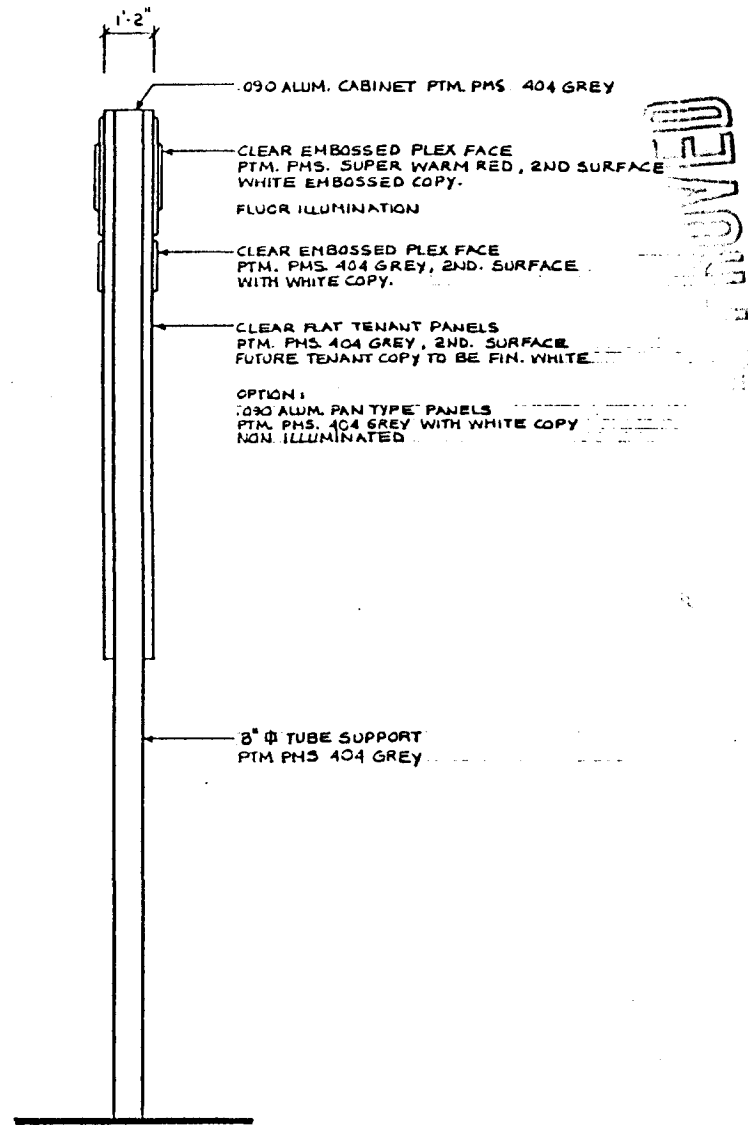 1'-2"
.090 ALUM. CABINET PTM. PMS. 404 GREY
CLEAR EMBOSSED PLEX FACE
PTM. PMS. SUPER WARM RED, 2ND SURFACE
WHITE EMBOSSED COPY.
FLUOR ILLUMINATION
CLEAR EMBOSSED PLEX FACE
PTM. PMS. 404 GREY, 2ND. SURFACE
WITH WHITE COPY.
CLEAR FLAT TENANT PANELS
PTM. PMS. 404 GREY, 2ND. SURFACE
FUTURE TENANT COPY TO BE FIN. WHITE
OPTION:
.090 ALUM. PAN TYPE PANELS
PTM. PMS. 404 GREY WITH WHITE COPY
NON ILLUMINATED
8" Φ TUBE SUPPORT
PTM PMS 404 GREY